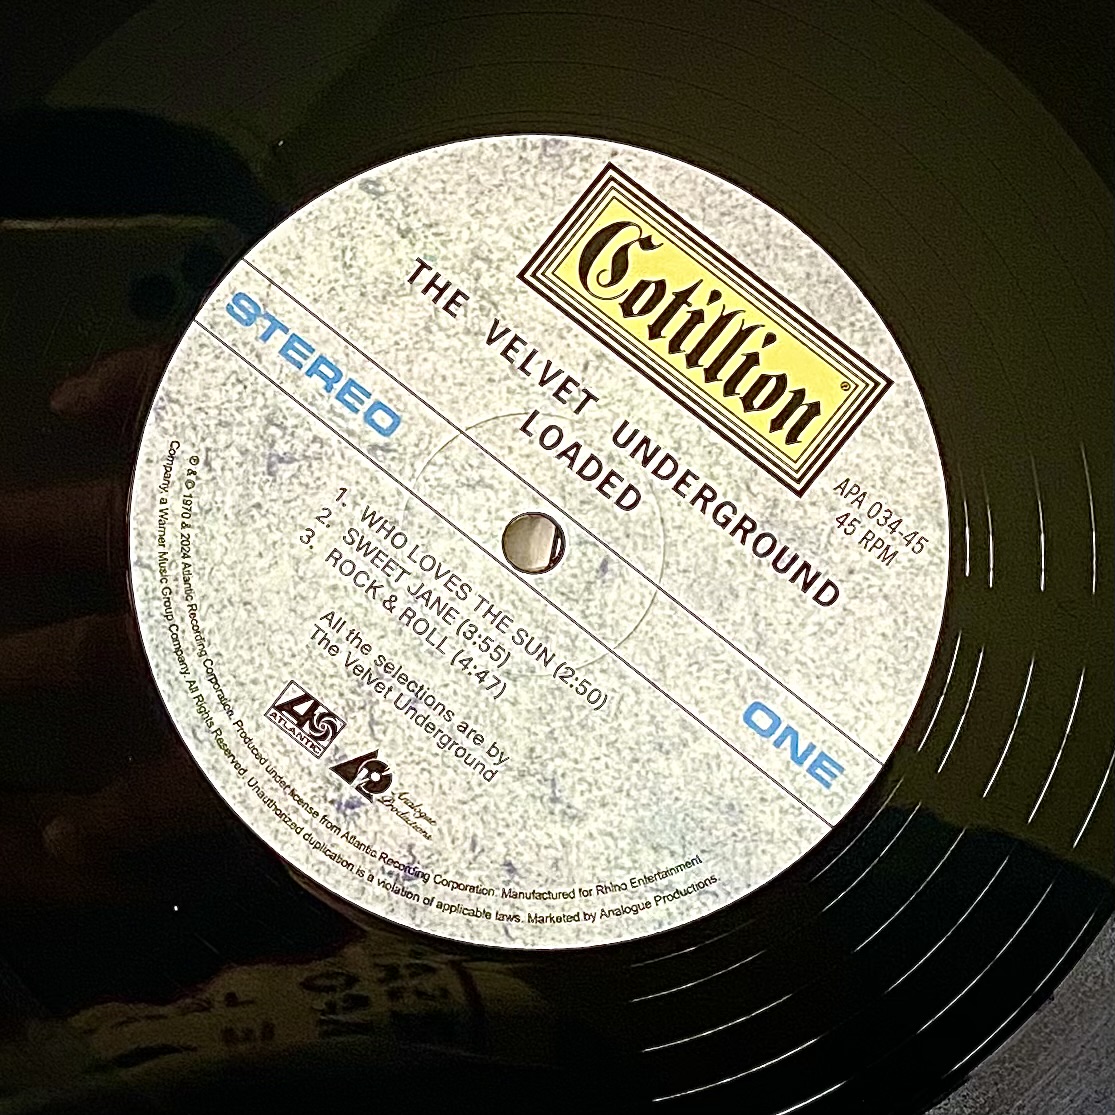 Cotillion®
THE VELVET UNDERGROUND
LOADED
APA 034-45
45 RPM
STEREO
ONE
1. WHO LOVES THE SUN (2:50)
2. SWEET JANE (3:55)
3. ROCK & ROLL (4:47)
All the selections are by
The Velvet Underground
ATLANTIC
Analogue
Productions
℗ & © 1970 & 2024 Atlantic Recording Corporation. Produced under license from Atlantic Recording Corporation. Manufactured for Rhino Entertainment
Company, a Warner Music Group Company. All Rights Reserved. Unauthorized duplication is a violation of applicable laws. Marketed by Analogue Productions.